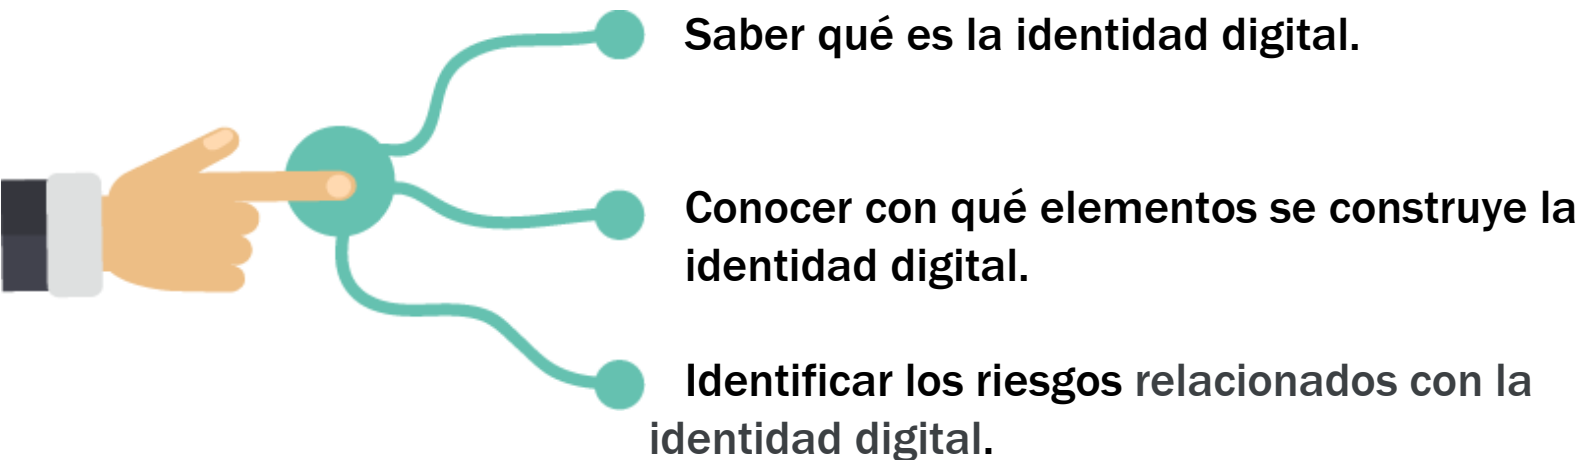 Saber qué es la identidad digital.
Conocer con qué elementos se construye la
identidad digital.
Identificar los riesgos relacionados con la
identidad digital.